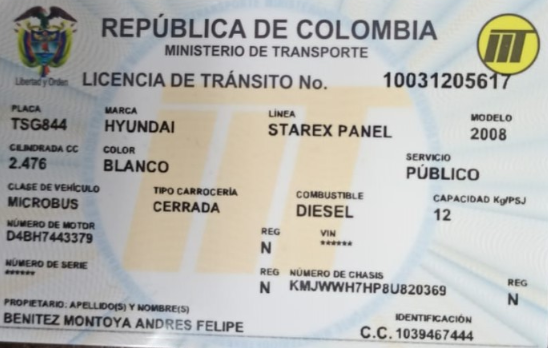 REPÚBLICA DE COLOMBIA
MINISTERIO DE TRANSPORTE
Libertad y Orden
LICENCIA DE TRÁNSITO No. 10031205617
PLACA MARCA LÍNEA MODELO
TSG844 HYUNDAI STAREX PANEL 2008
CILINDRADA CC COLOR SERVICIO
2.476 BLANCO PÚBLICO
CLASE DE VEHÍCULO TIPO CARROCERÍA COMBUSTIBLE CAPACIDAD Kg/PSJ
MICROBUS CERRADA DIESEL 12
NÚMERO DE MOTOR REG VIN
D4BH7443379 N ******
NÚMERO DE SERIE REG NÚMERO DE CHASIS REG
****** N KMJWWH7HP8U820369 N
PROPIETARIO: APELLIDO(S) Y NOMBRE(S) IDENTIFICACIÓN
BENITEZ MONTOYA ANDRES FELIPE C.C. 1039467444